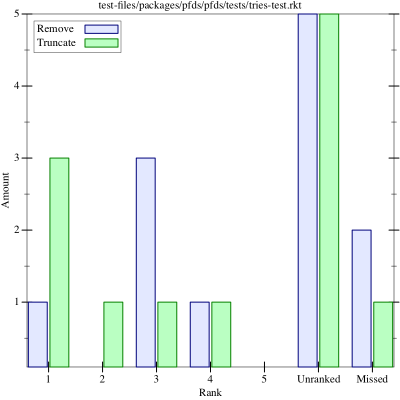 test-files/packages/pfds/pfds/tests/tries-test.rkt
Remove
Truncate
5
4
3
2
1
Amount
1 2 3 4 5 Unranked Missed
Rank